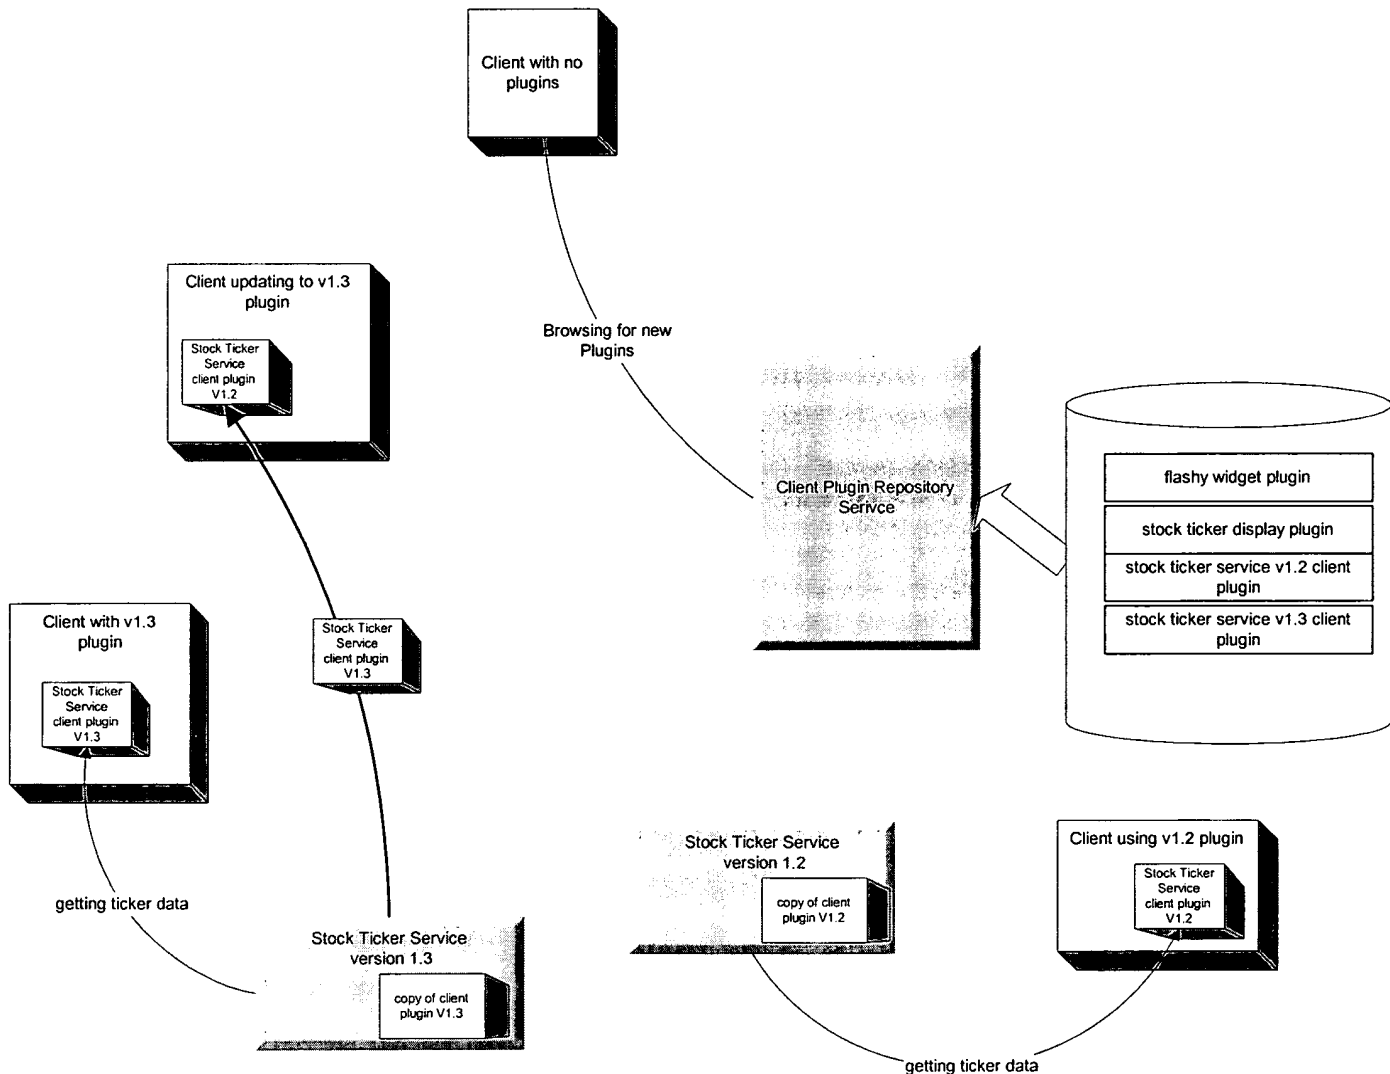 Client with no
plugins
Client updating to v1.3
plugin
Stock Ticker
Service
client plugin
V1.2
Browsing for new
Plugins
Client Plugin Repository
Serivce
flashy widget plugin
stock ticker display plugin
stock ticker service v1.2 client
plugin
stock ticker service v1.3 client
plugin
Client with v1.3
plugin
Stock Ticker
Service
client plugin
V1.3
Stock Ticker
Service
client plugin
V1.3
getting ticker data
Stock Ticker Service
version 1.3
copy of client
plugin V1.3
Stock Ticker Service
version 1.2
copy of client
plugin V1.2
Client using v1.2 plugin
Stock Ticker
Service
client plugin
V1.2
getting ticker data